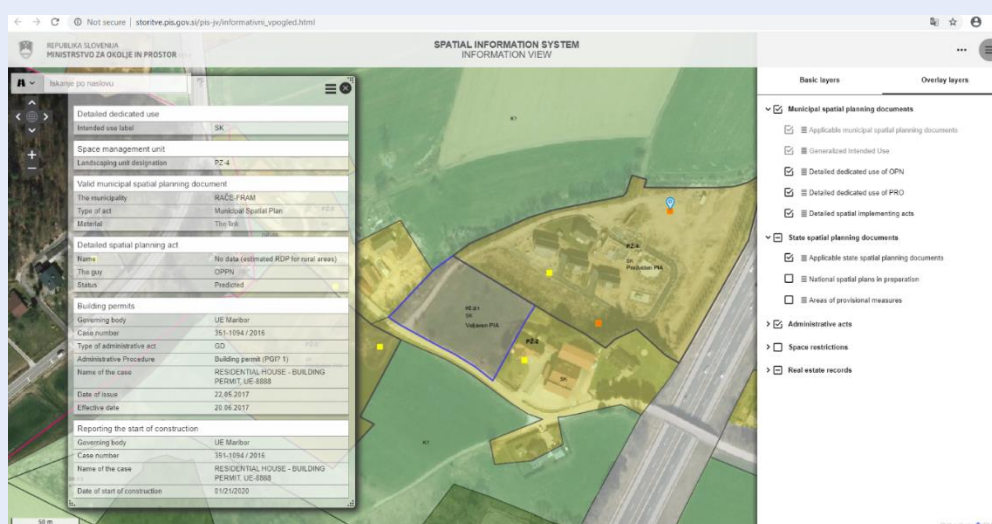 Not secure | storitve.pis.gov.si/pis-jv/informativni_vpogled.html
REPUBLIKA SLOVENIJA
MINISTRSTVO ZA OKOLJE IN PROSTOR
SPATIAL INFORMATION SYSTEM
INFORMATION VIEW
Iskanje po naslovu
Detailed dedicated use
Intended use label SK
Space management unit
Landscaping unit designation PZ-4
Valid municipal spatial planning document
The municipality RAČE-FRAM
Type of act Municipal Spatial Plan
Material The link
Detailed spatial planning act
Name No data (estimated RDP for rural areas)
The guy OPPN
Status Predicted
Building permits
Governing body UE Maribor
Case number 351-1094 / 2016
Type of administrative act GD
Administrative Procedure Building permit (PGI? 1)
Name of the case RESIDENTIAL HOUSE - BUILDING
PERMIT, UE-8888
Date of issue 22.05.2017
Effective date 20.06.2017
Reporting the start of construction
Governing body UE Maribor
Case number 351-1094 / 2016
Name of the case RESIDENTIAL HOUSE - BUILDING
PERMIT, UE-8888
Date of start of construction 01/21/2020
50 m
K1
PZ-4
SK
Predviden PIA
SK
Veljaven PIA
PZ-2
SK
K1
Basic layers
Overlay layers
Municipal spatial planning documents
Applicable municipal spatial planning documents
Generalized Intended Use
Detailed dedicated use of OPN
Detailed dedicated use of PRO
Detailed spatial implementing acts
State spatial planning documents
Applicable state spatial planning documents
National spatial plans in preparation
Areas of provisional measures
Administrative acts
Space restrictions
Real estate records